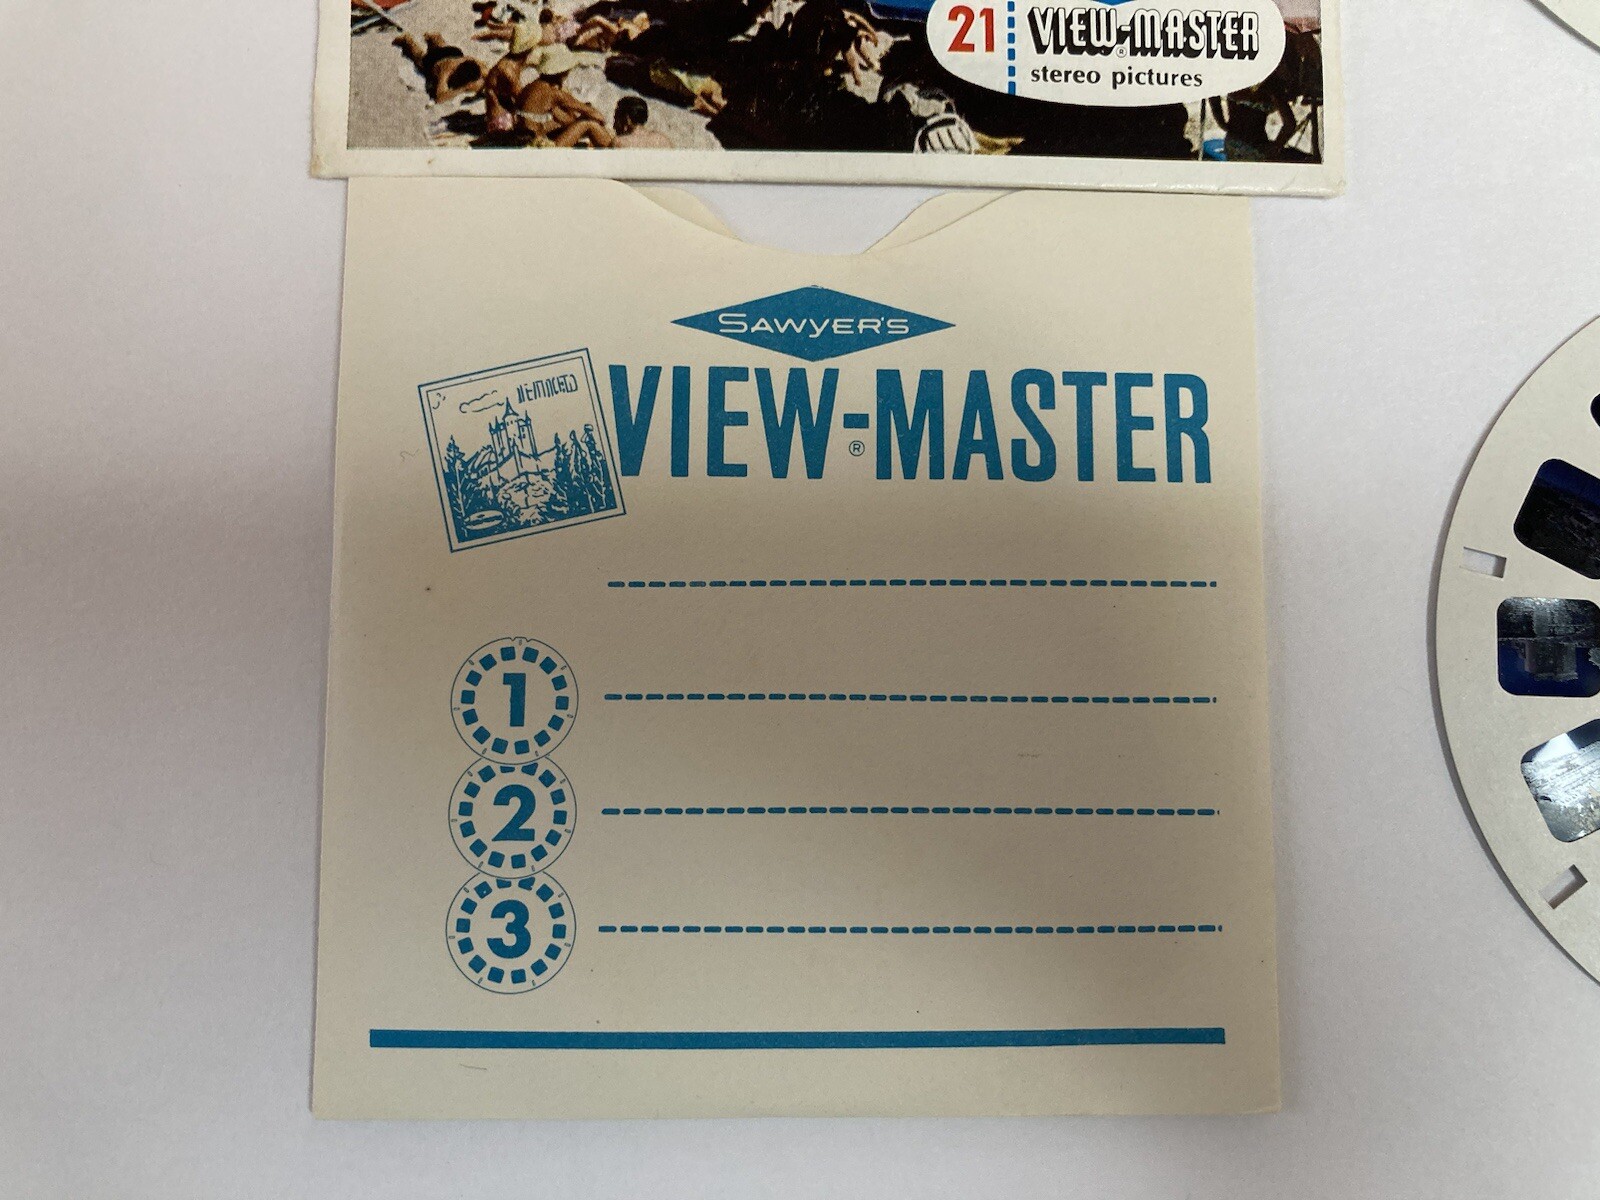 21 VIEW-MASTER®
stereo pictures
SAWYER'S
VIEW-MASTER®
1
2
3